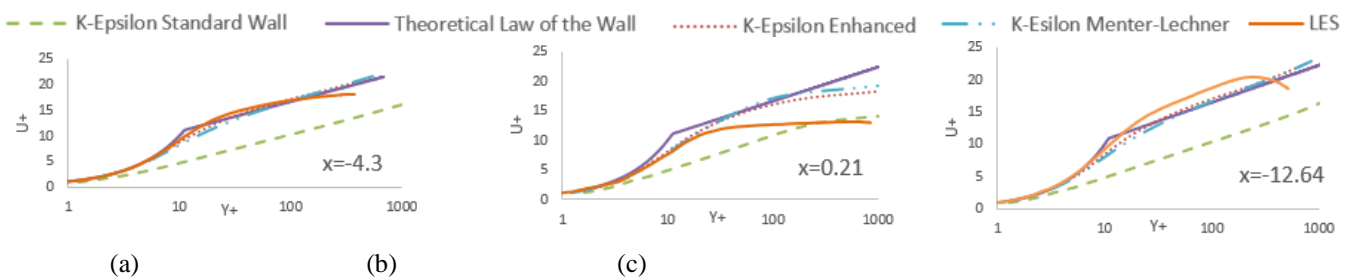 K-Epsilon Standard Wall Theoretical Law of the Wall K-Epsilon Enhanced K-Esilon Menter-Lechner LES
25
20
15
10
5
0
U+
x=-4.3
1 10 100 1000
Y+
25
20
15
10
5
0
U+
x=0.21
1 10 100 1000
Y+
25
20
15
10
5
0
U+
x=-12.64
1 10 100 1000
Y+
(a) (b) (c)